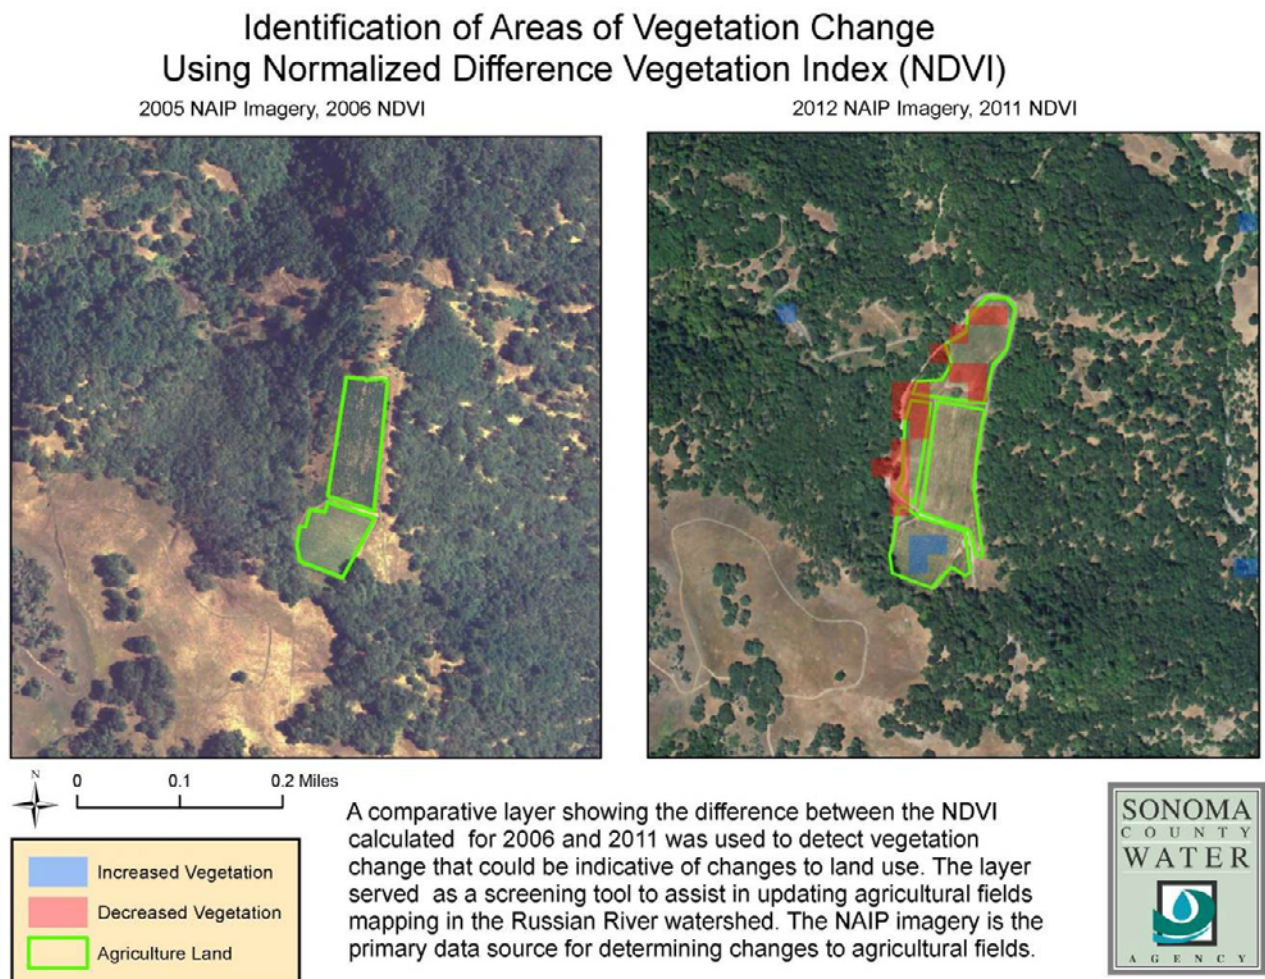 Identification of Areas of Vegetation Change
Using Normalized Difference Vegetation Index (NDVI)
2005 NAIP Imagery, 2006 NDVI
2012 NAIP Imagery, 2011 NDVI
N
0 0.1 0.2 Miles
Increased Vegetation
Decreased Vegetation
Agriculture Land
A comparative layer showing the difference between the NDVI
calculated for 2006 and 2011 was used to detect vegetation
change that could be indicative of changes to land use. The layer
served as a screening tool to assist in updating agricultural fields
mapping in the Russian River watershed. The NAIP imagery is the
primary data source for determining changes to agricultural fields.
SONOMA
COUNTY
WATER
AGENCY